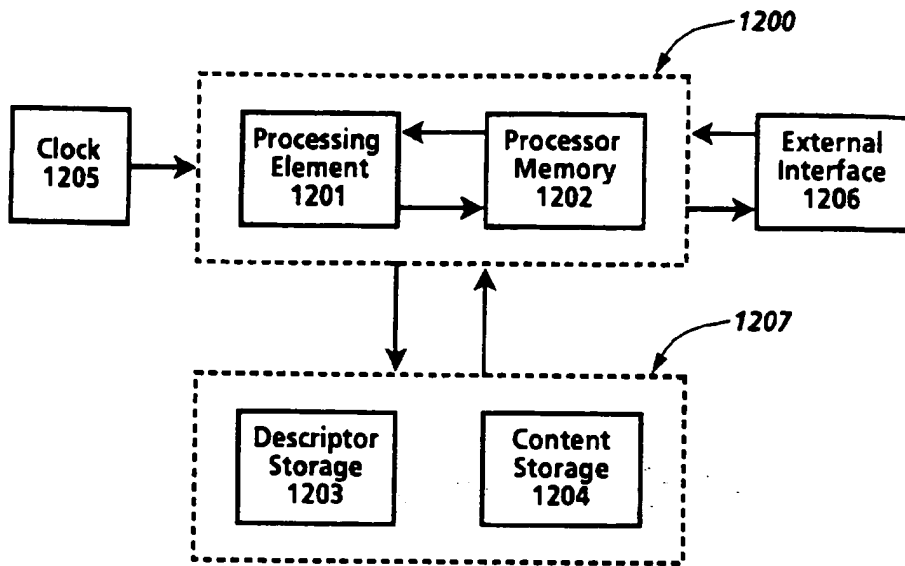 1200
Clock
1205
Processing
Element
1201
Processor
Memory
1202
External
Interface
1206
1207
Descriptor
Storage
1203
Content
Storage
1204